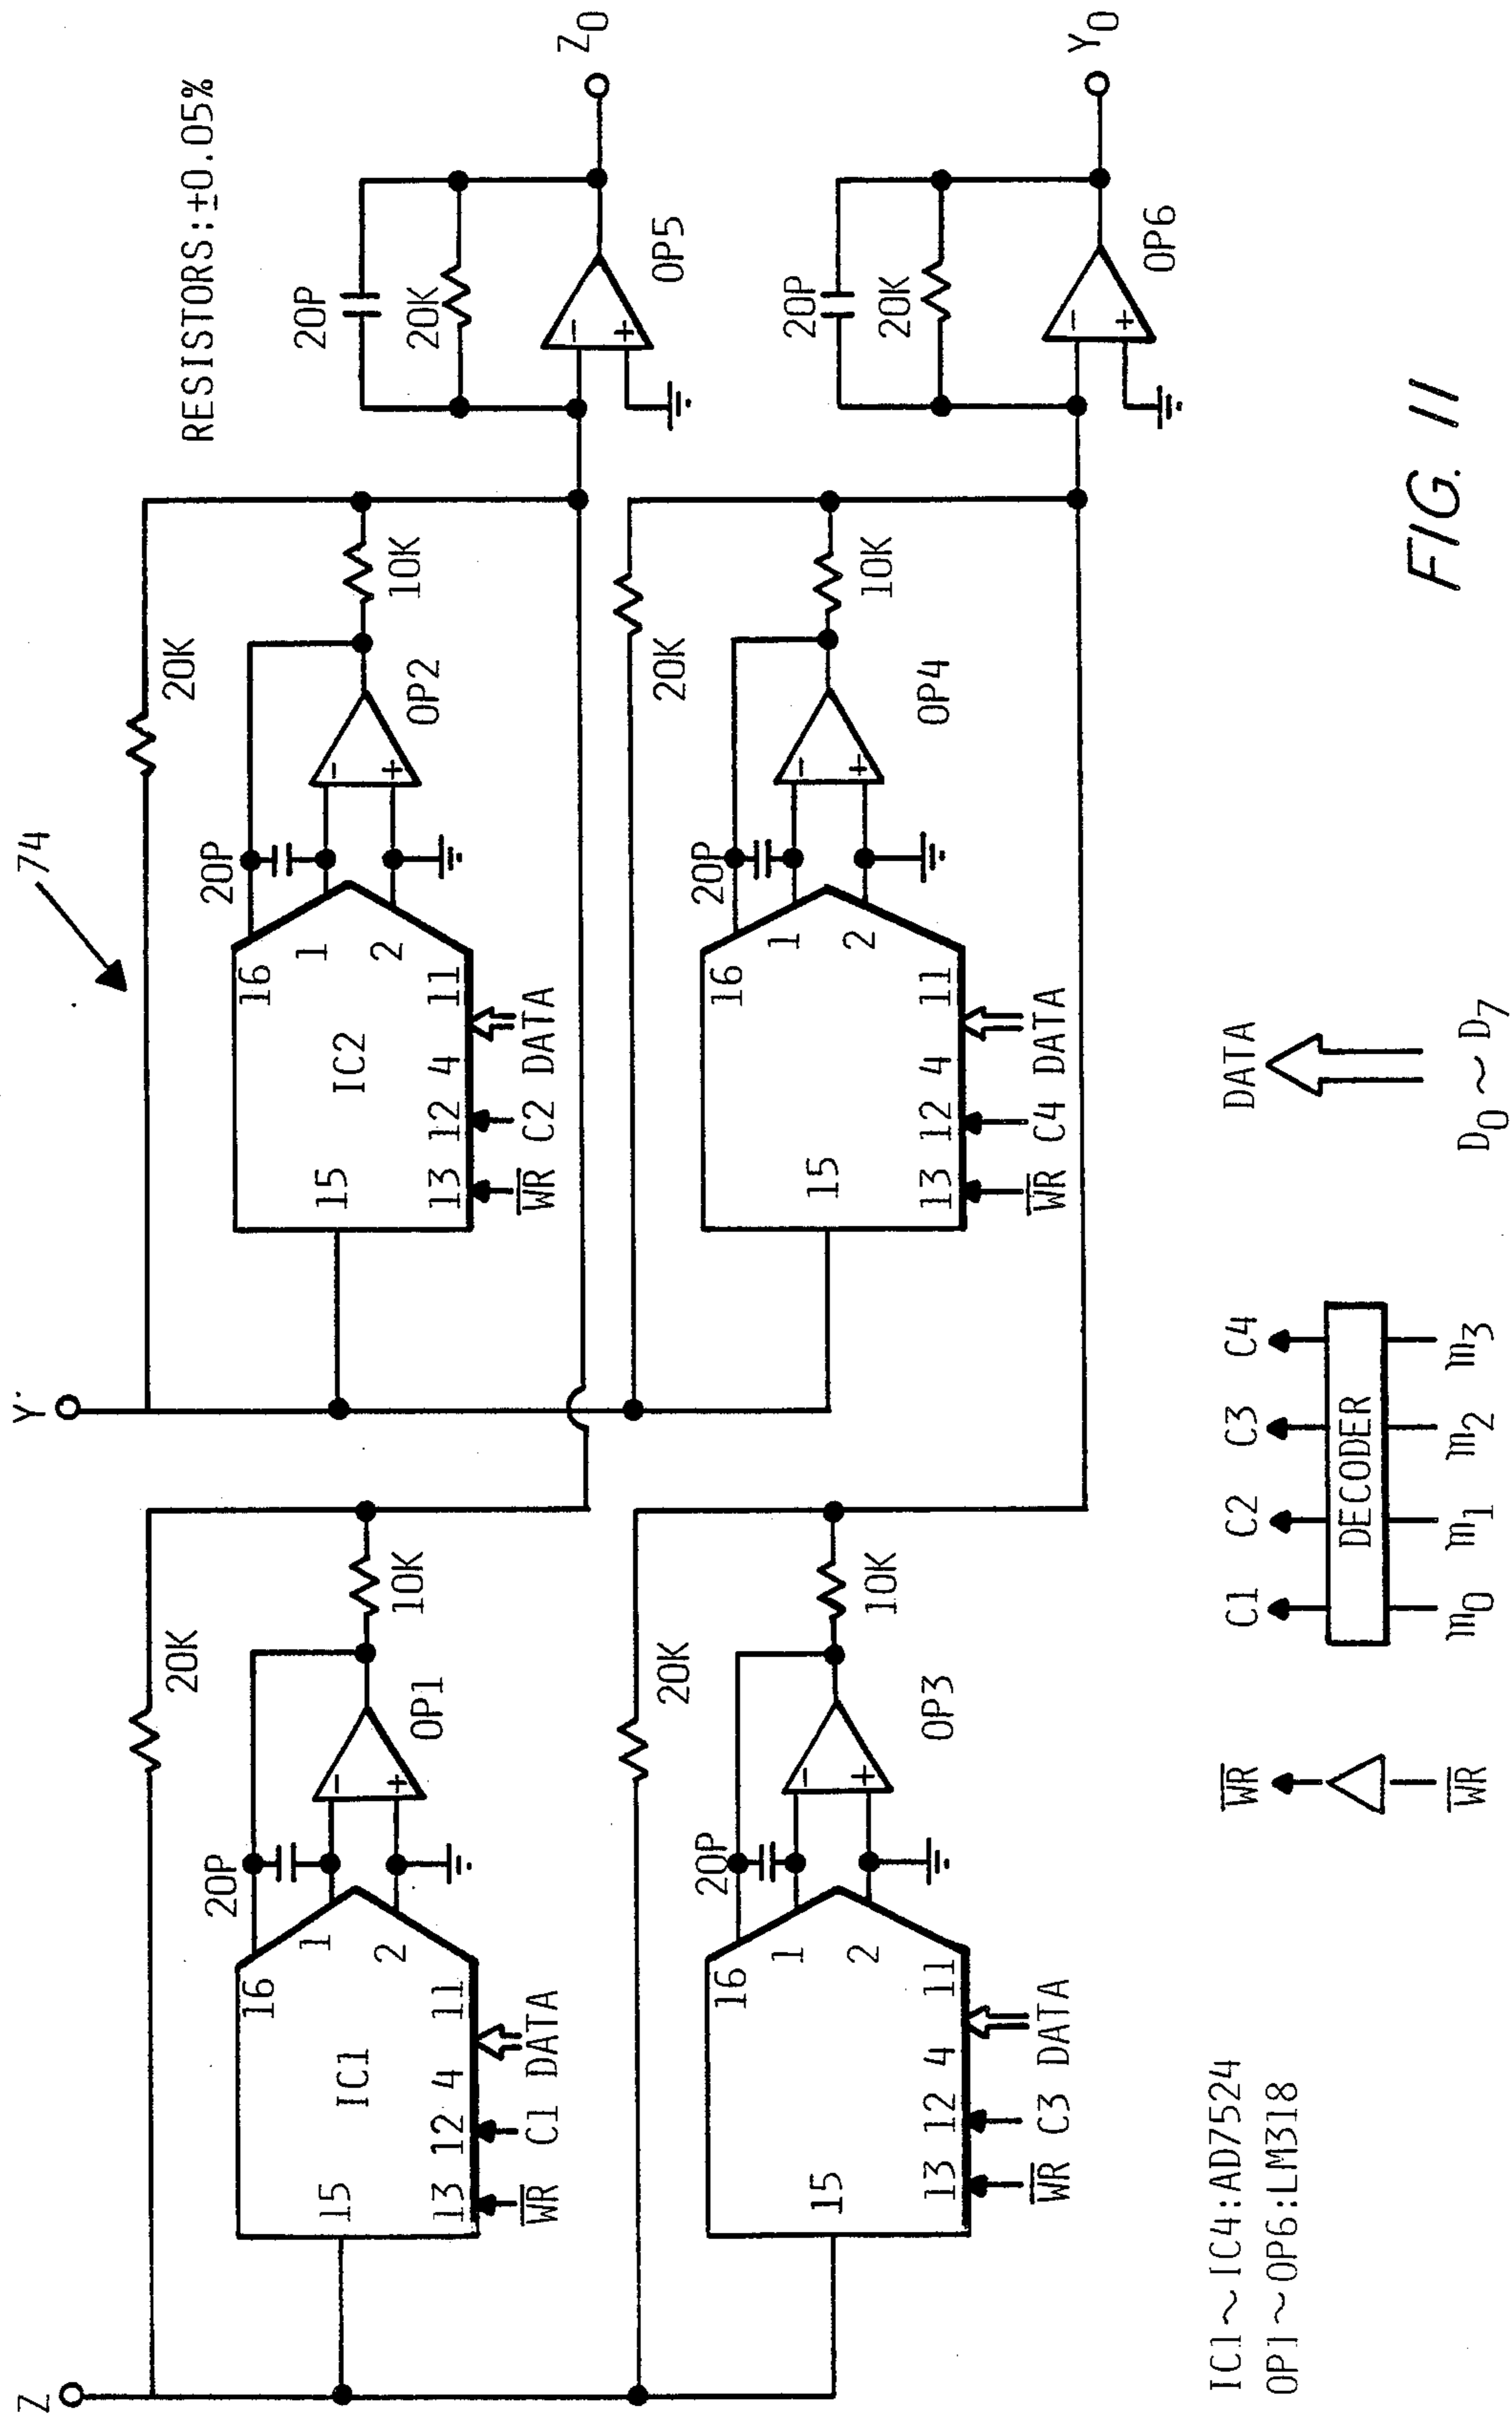 74
RESISTORS:±0.05%
Z
Y
20K
20K
20P
20P
20P
16
1
2
15
IC1
13 12 4 11
WR C1 DATA
OP1
10K
16
1
2
15
IC2
13 12 4 11
WR C2 DATA
OP2
10K
20K
OP5
Z0
20K
20K
20P
20P
20P
16
1
2
15
13 12 4 11
WR C3 DATA
OP3
10K
16
1
2
15
13 12 4 11
WR C4 DATA
OP4
10K
20K
OP6
Y0
IC1~IC4:AD7524
OP1~OP6:LM318
WR
WR
C1 C2 C3 C4
DECODER
m0 m1 m2 m3
DATA
D0~D7
FIG. 11